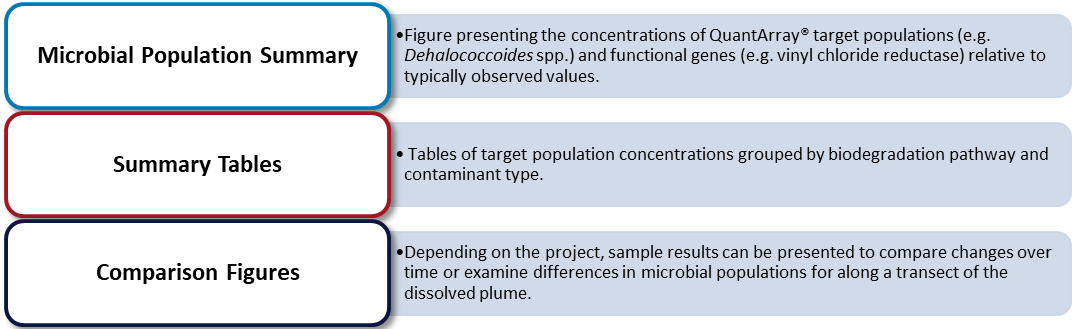 Microbial Population Summary
•Figure presenting the concentrations of QuantArray® target populations (e.g.
Dehalococcoides spp.) and functional genes (e.g. vinyl chloride reductase) relative to
typically observed values.
Summary Tables
• Tables of target population concentrations grouped by biodegradation pathway and
contaminant type.
Comparison Figures
•Depending on the project, sample results can be presented to compare changes over
time or examine differences in microbial populations for along a transect of the
dissolved plume.